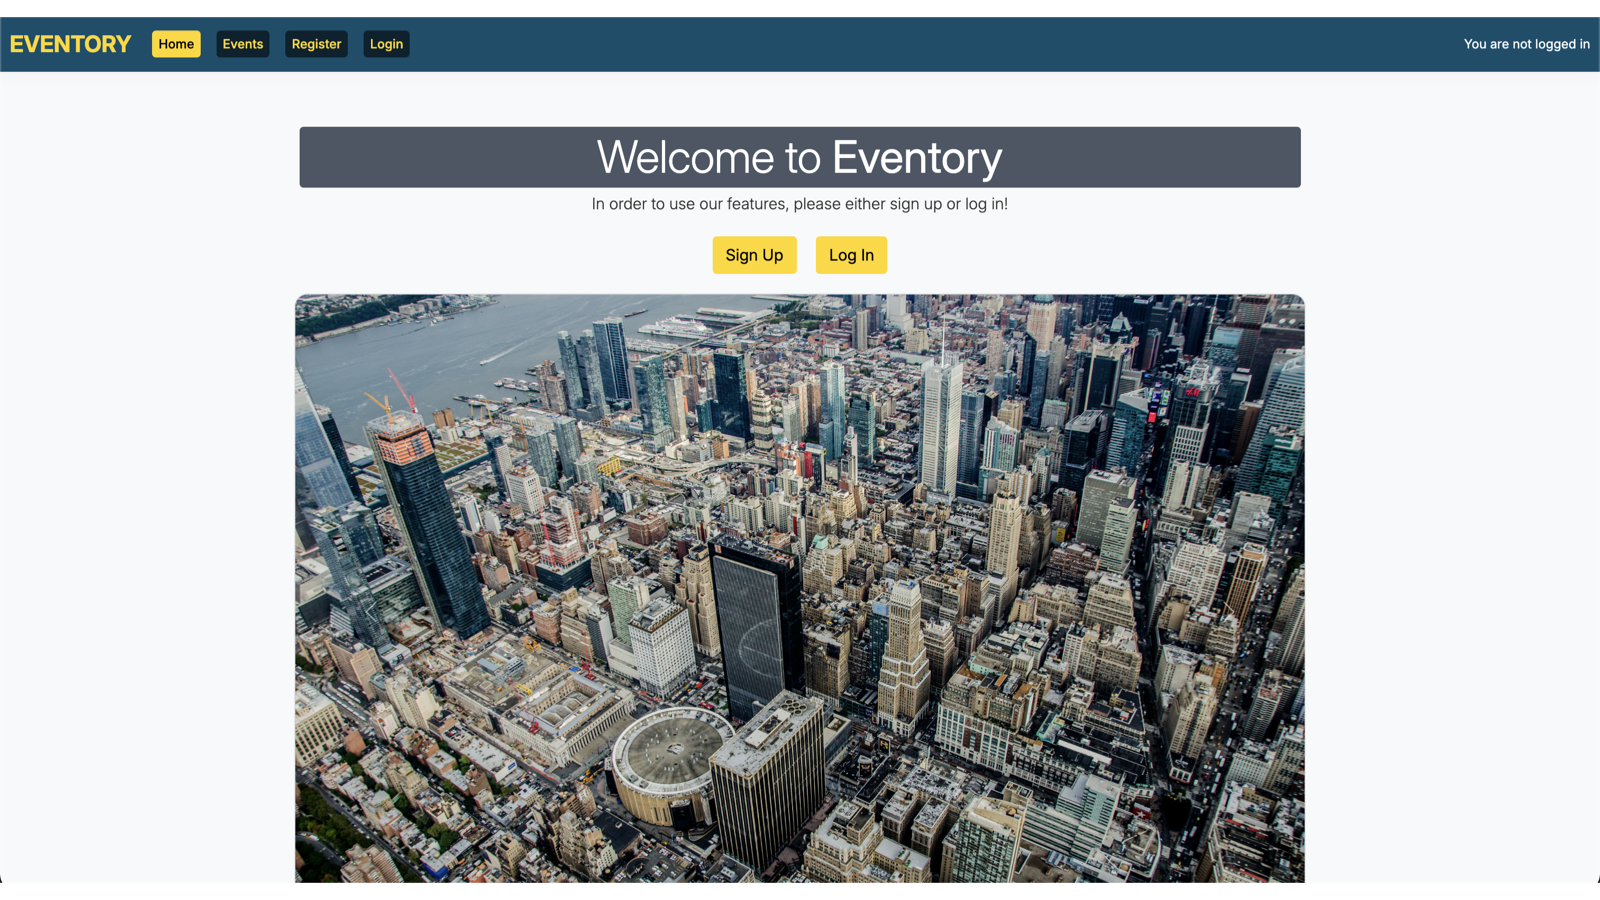 EVENTORY Home Events Register Login You are not logged in
Welcome to Eventory
In order to use our features, please either sign up or log in!
Sign Up Log In